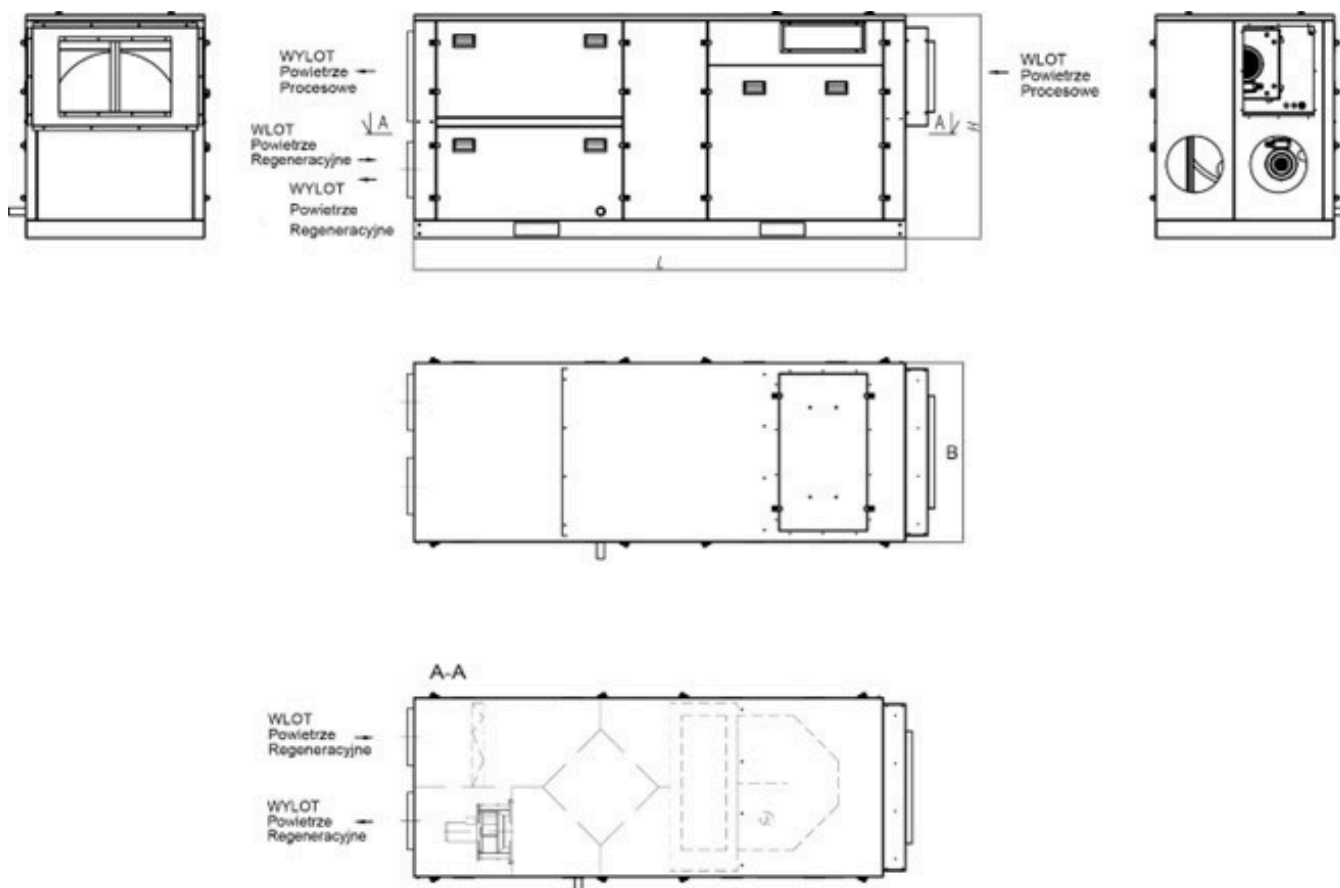 WYLOT
Powietrze
Procesowe
WLOT
Powietrze
Procesowe
A
A
H
WLOT
Powietrze
Regeneracyjne
WYLOT
Powietrze
Regeneracyjne
L
B
A-A
WLOT
Powietrze
Regeneracyjne
WYLOT
Powietrze
Regeneracyjne